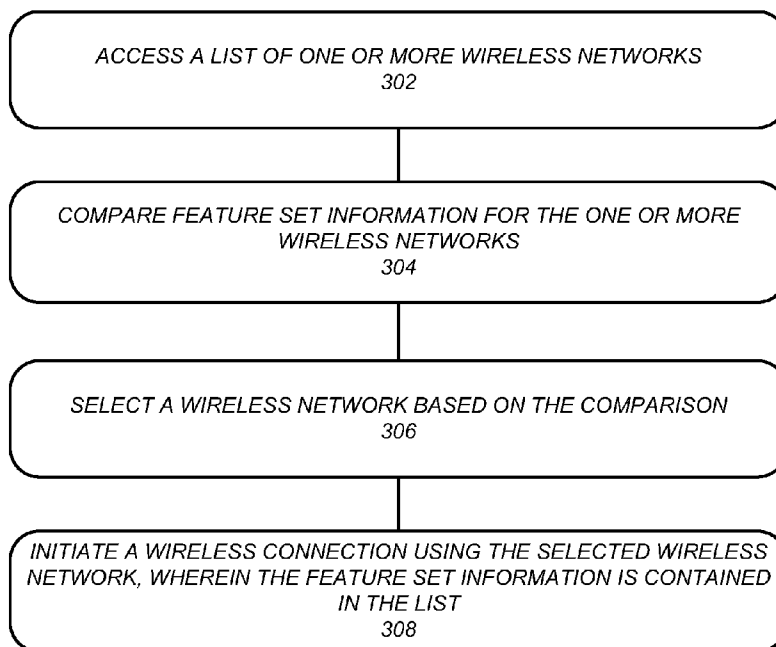 ACCESS A LIST OF ONE OR MORE WIRELESS NETWORKS
302
COMPARE FEATURE SET INFORMATION FOR THE ONE OR MORE
WIRELESS NETWORKS
304
SELECT A WIRELESS NETWORK BASED ON THE COMPARISON
306
INITIATE A WIRELESS CONNECTION USING THE SELECTED WIRELESS
NETWORK, WHEREIN THE FEATURE SET INFORMATION IS CONTAINED
IN THE LIST
308